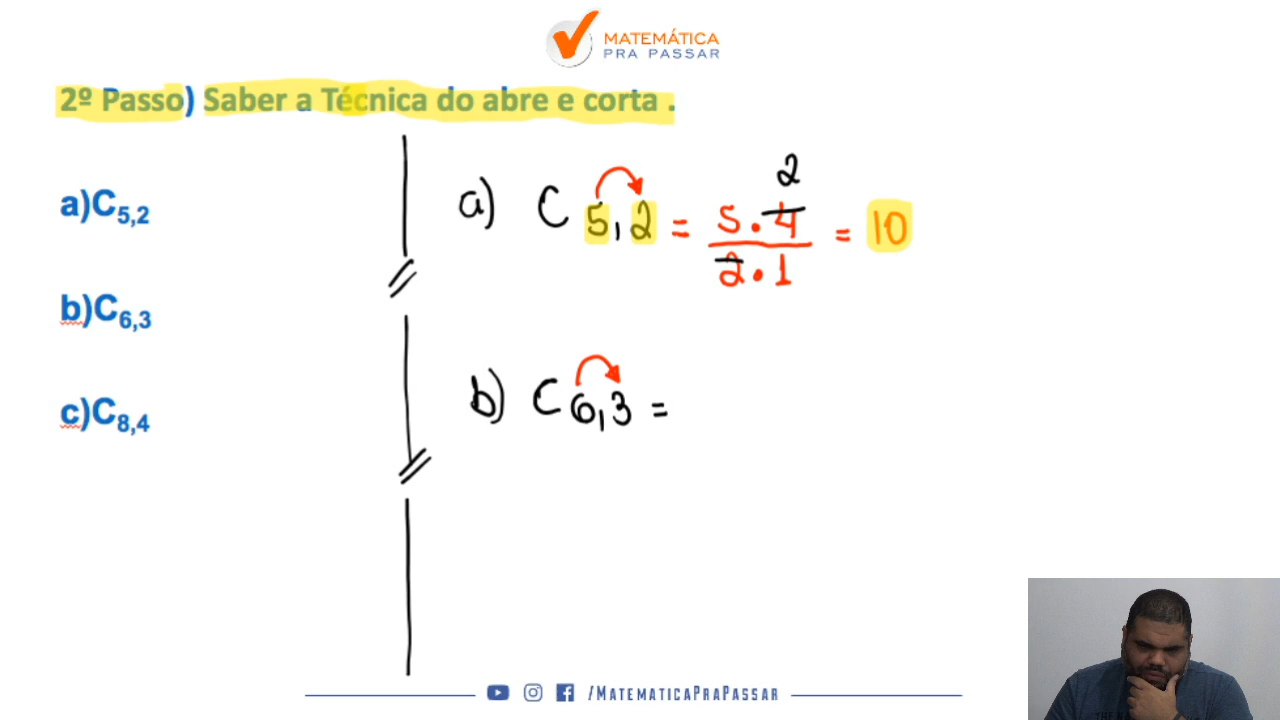 MATEMÁTICA
PRA PASSAR
2º Passo) Saber a Técnica do abre e corta .
a)C5,2
a) C 5,2 = 5.4 / 2.1 = 10
2
b)C6,3
b) C 6,3 =
c)C8,4
/MATEMATICAPRAPASSAR